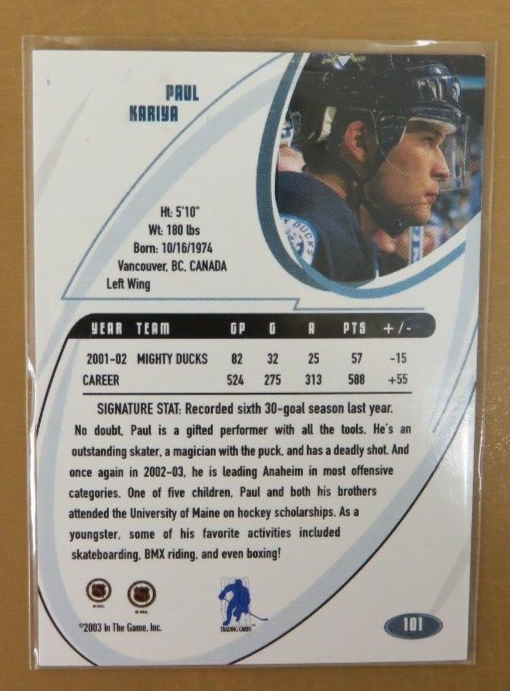 PAUL
KARIYA
Ht: 5'10"
Wt: 180 lbs
Born: 10/16/1974
Vancouver, BC, CANADA
Left Wing
DUCKS
YEAR TEAM GP G A PTS +/-
2001-02 MIGHTY DUCKS 82 32 25 57 -15
CAREER 524 275 313 588 +55
SIGNATURE STAT: Recorded sixth 30-goal season last year.
No doubt, Paul is a gifted performer with all the tools. He's an
outstanding skater, a magician with the puck, and has a deadly shot. And
once again in 2002-03, he is leading Anaheim in most offensive
categories. One of five children, Paul and both his brothers
attended the University of Maine on hockey scholarships. As a
youngster, some of his favorite activities included
skateboarding, BMX riding, and even boxing!
TRADING CARDS
©2003 In The Game, Inc.
101